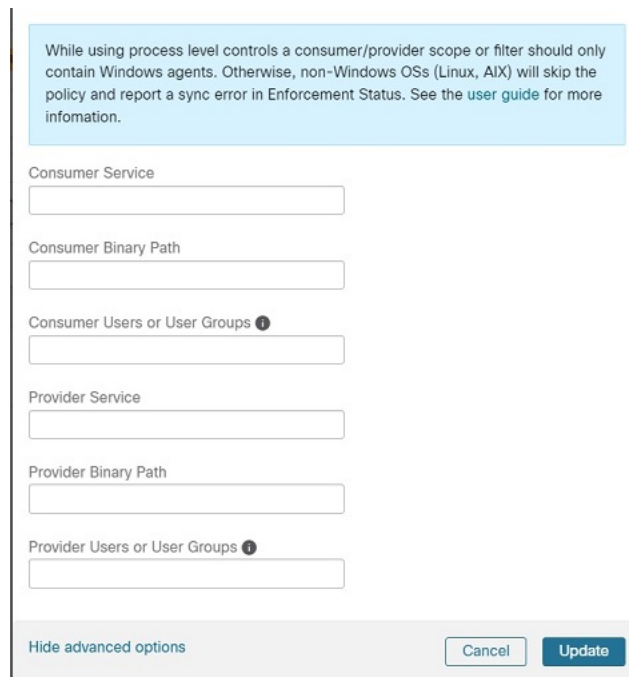 While using process level controls a consumer/provider scope or filter should only
contain Windows agents. Otherwise, non-Windows OSs (Linux, AIX) will skip the
policy and report a sync error in Enforcement Status. See the user guide for more
infomation.
Consumer Service
Consumer Binary Path
Consumer Users or User Groups
Provider Service
Provider Binary Path
Provider Users or User Groups
Hide advanced options
Cancel
Update